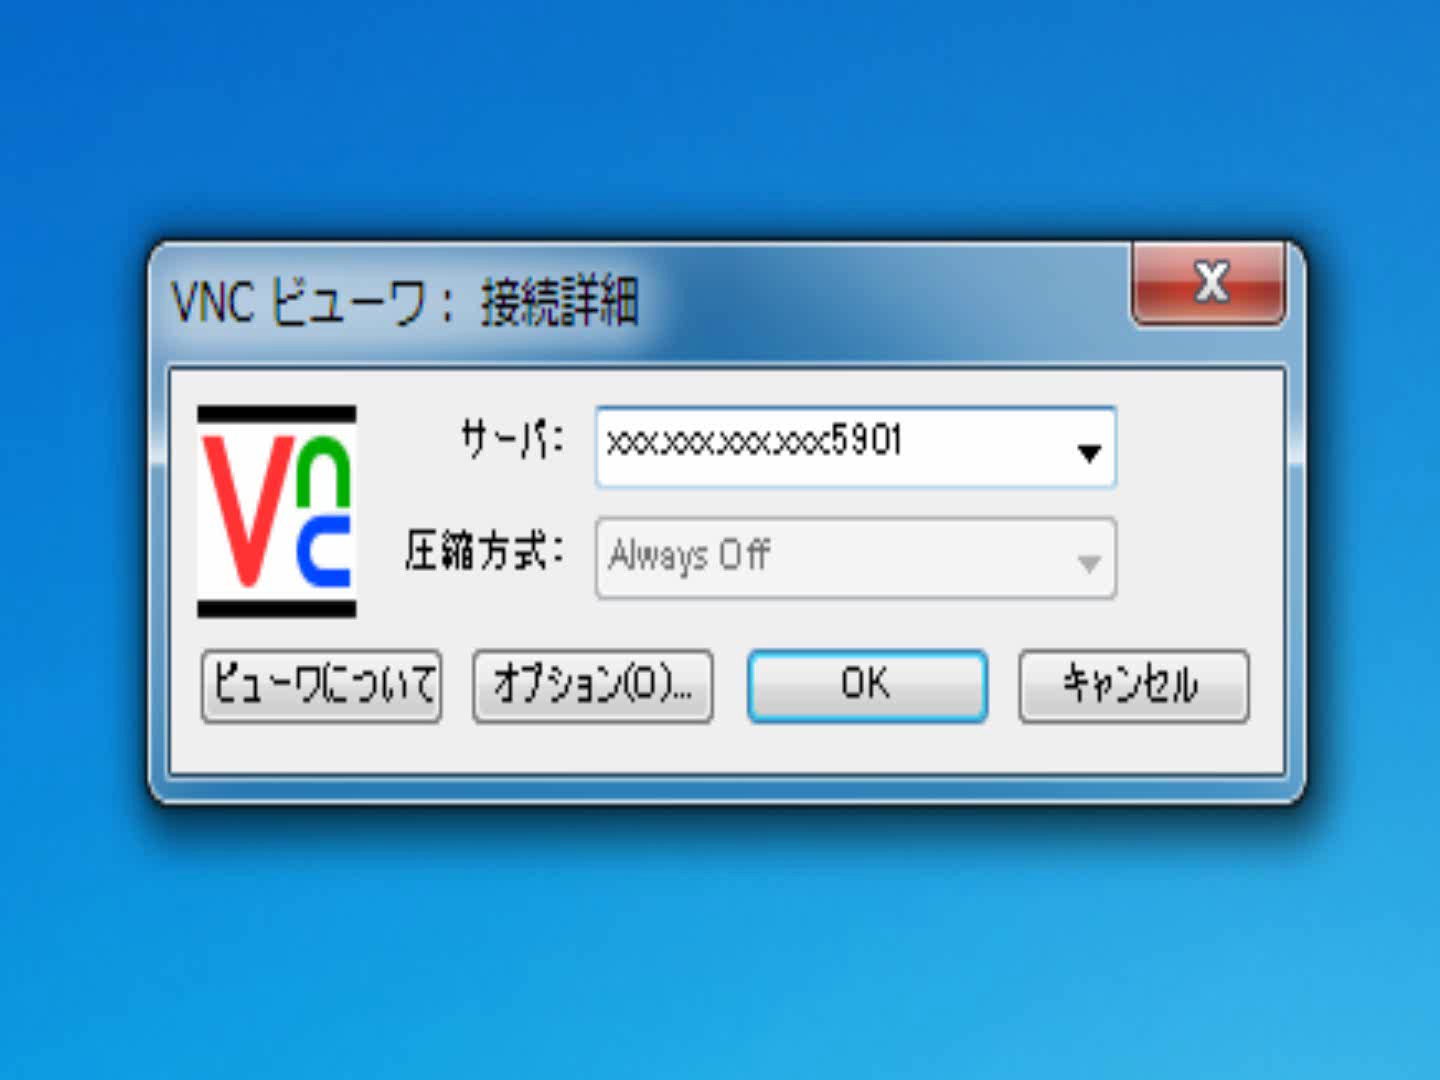 VNC ビューワ : 接続詳細
VNC
サーバ: xxx.xxx.xxx.xxx:5901
圧縮方式: Always Off
ビューワについて オプション(O)... OK キャンセル